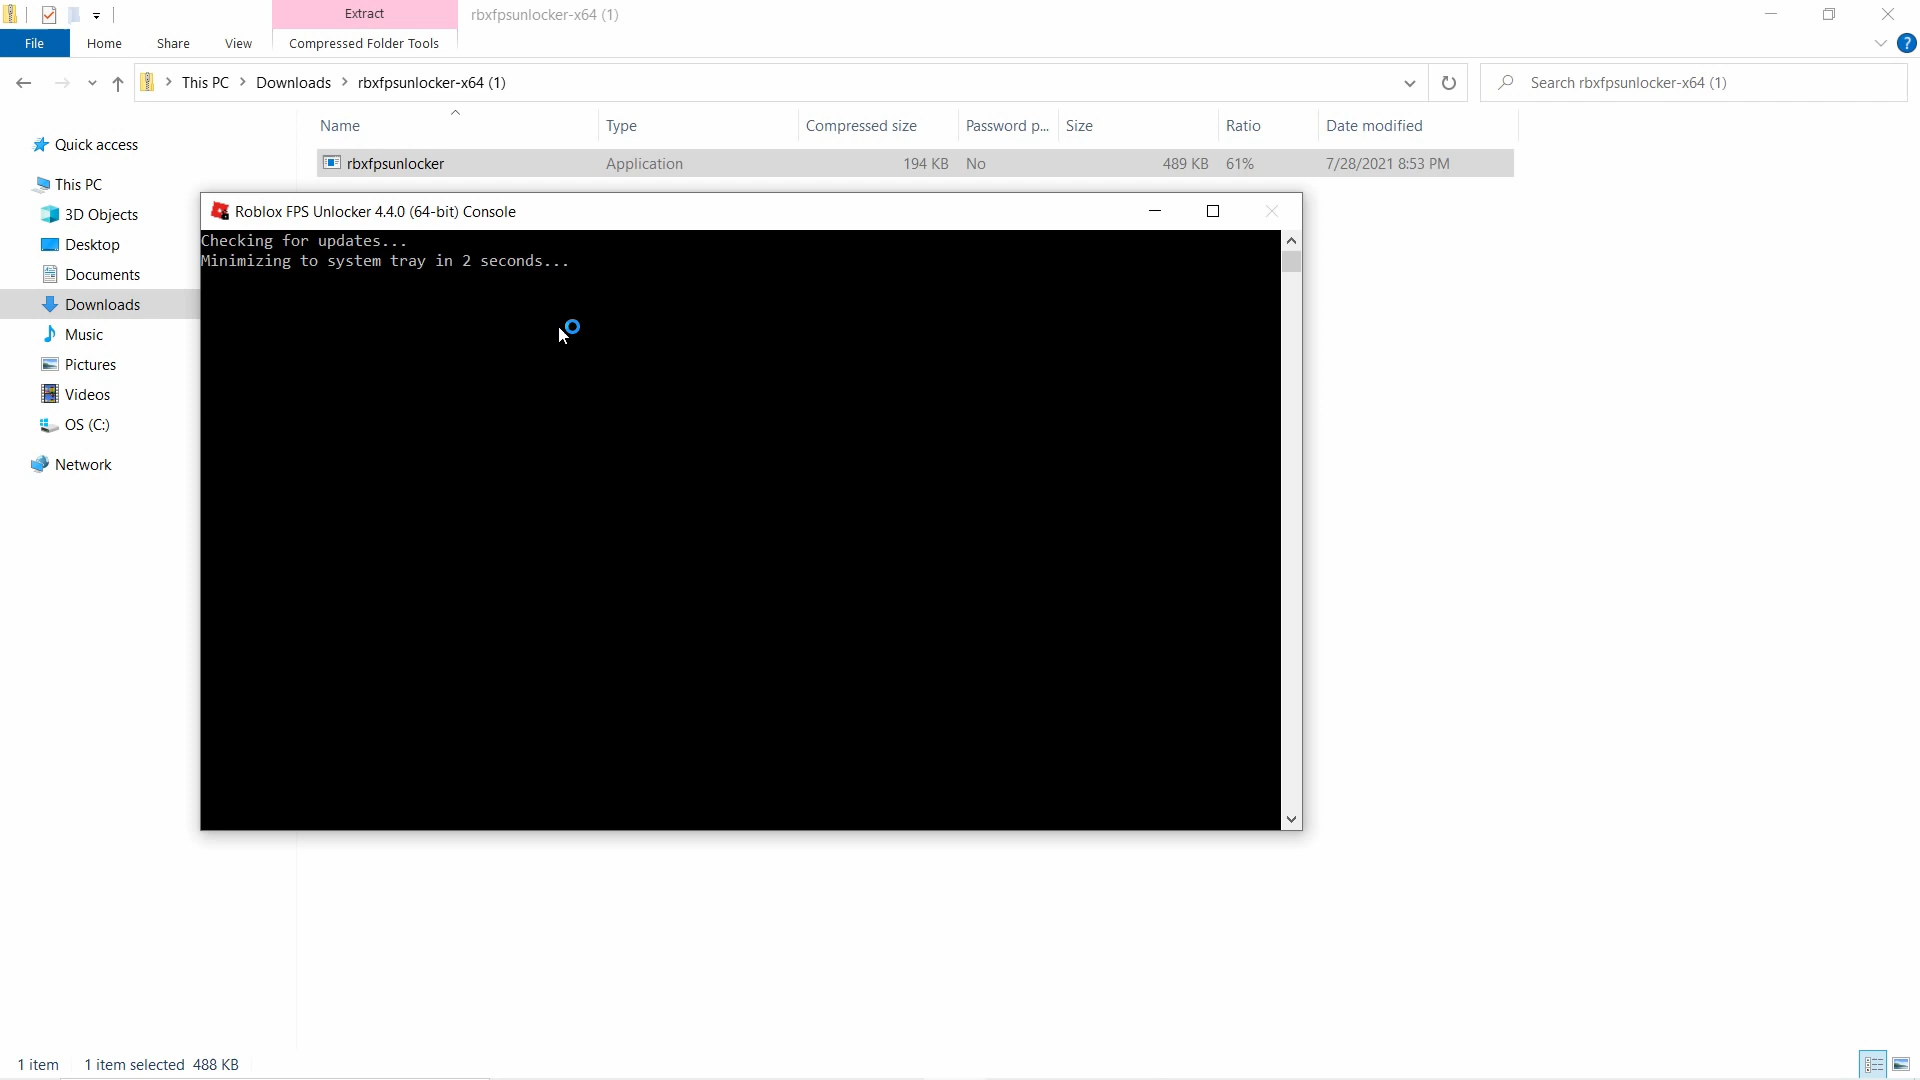 Extract
rbxfpsunlocker-x64 (1)
File
Home
Share
View
Compressed Folder Tools
?
This PC
Downloads
rbxfpsunlocker-x64 (1)
Search rbxfpsunlocker-x64 (1)
Name
Type
Compressed size
Password p...
Size
Ratio
Date modified
rbxfpsunlocker
Application
194 KB
No
489 KB
61%
7/28/2021 8:53 PM
Quick access
This PC
3D Objects
Desktop
Documents
Downloads
Music
Pictures
Videos
OS (C:)
Network
Roblox FPS Unlocker 4.4.0 (64-bit) Console
Checking for updates...
Minimizing to system tray in 2 seconds...
1 item
1 item selected 488 KB